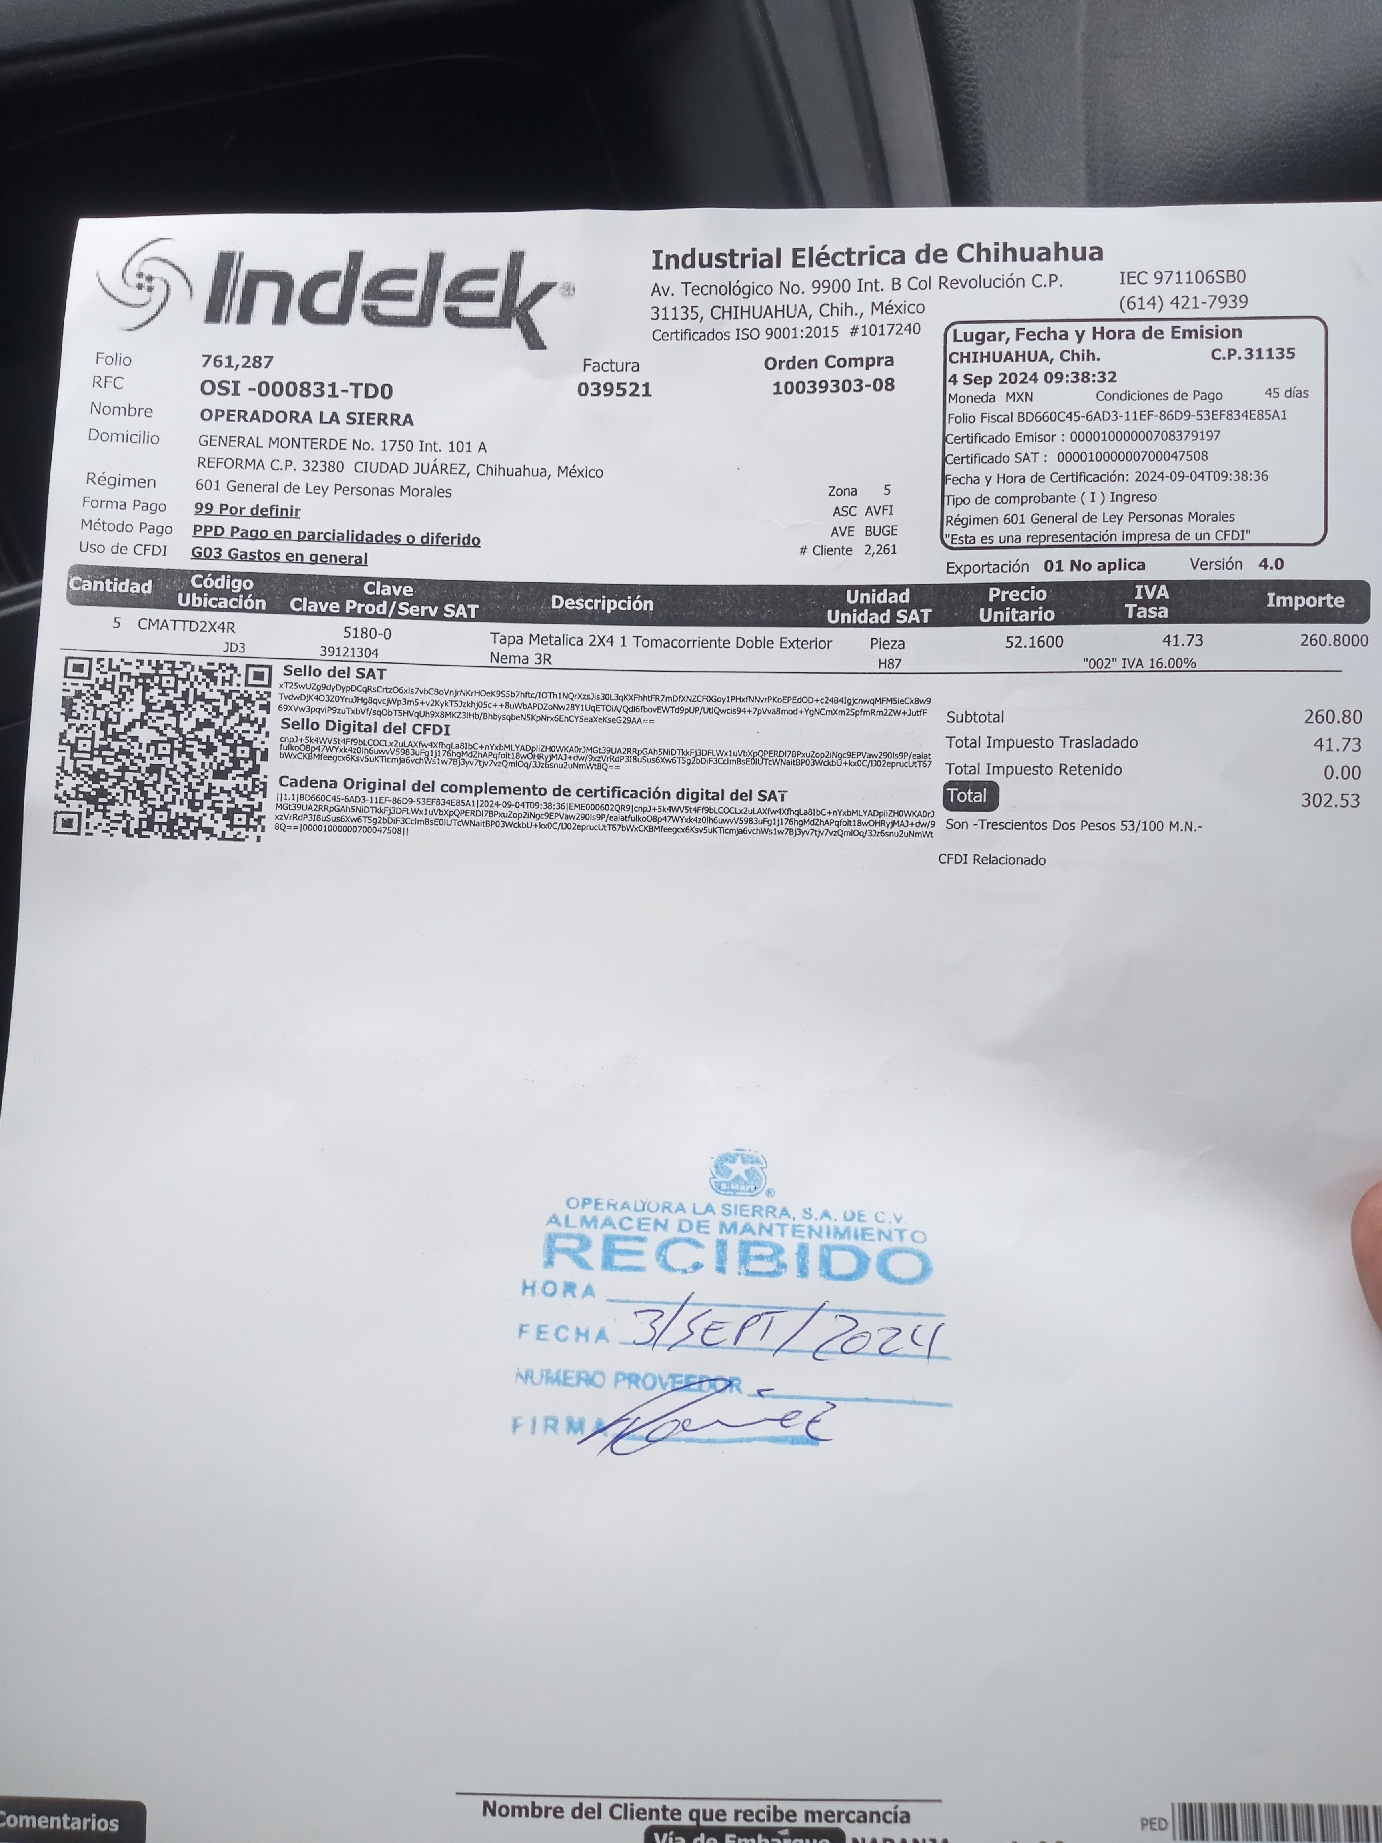 Indelek
Industrial Eléctrica de Chihuahua
Av. Tecnológico No. 9900 Int. B Col Revolución C.P.
31135, CHIHUAHUA, Chih., México
Certificados ISO 9001:2015 #1017240
IEC 971106SB0
(614) 421-7939
Folio 761,287
Factura
039521
Orden Compra
10039303-08
RFC OSI -000831-TD0
Nombre OPERADORA LA SIERRA
Domicilio GENERAL MONTERDE No. 1750 Int. 101 A
REFORMA C.P. 32380 CIUDAD JUÁREZ, Chihuahua, México
Régimen 601 General de Ley Personas Morales
Forma Pago 99 Por definir
Método Pago PPD Pago en parcialidades o diferido
Uso de CFDI G03 Gastos en general
Zona 5
ASC AVFI
AVE BUGE
# Cliente 2,261
Lugar, Fecha y Hora de Emision
CHIHUAHUA, Chih. C.P.31135
4 Sep 2024 09:38:32
Moneda MXN Condiciones de Pago 45 días
Folio Fiscal BD660C45-6AD3-11EF-86D9-53EF834E85A1
Certificado Emisor : 00001000000708379197
Certificado SAT : 00001000000700047508
Fecha y Hora de Certificación: 2024-09-04T09:38:36
Tipo de comprobante ( I ) Ingreso
Régimen 601 General de Ley Personas Morales
"Esta es una representación impresa de un CFDI"
Exportación 01 No aplica Versión 4.0
Cantidad Código Ubicación Clave Clave Prod/Serv SAT Descripción Unidad Unidad SAT Precio Unitario IVA Tasa Importe
5 CMATTD2X4R 5180-0 Tapa Metalica 2X4 1 Tomacorriente Doble Exterior Pieza 52.1600 41.73 260.8000
JD3 39121304 Nema 3R H87 "002" IVA 16.00%
Sello del SAT
Sello Digital del CFDI
Cadena Original del complemento de certificación digital del SAT
Subtotal 260.80
Total Impuesto Trasladado 41.73
Total Impuesto Retenido 0.00
Total 302.53
Son -Trescientos Dos Pesos 53/100 M.N.-
CFDI Relacionado
S-MART
OPERADORA LA SIERRA, S.A. DE C.V.
ALMACEN DE MANTENIMIENTO
RECIBIDO
HORA
FECHA 3/SEPT/2024
NUMERO PROVEEDOR
FIRMA
Comentarios
Nombre del Cliente que recibe mercancía
PED
Vía de Embarque